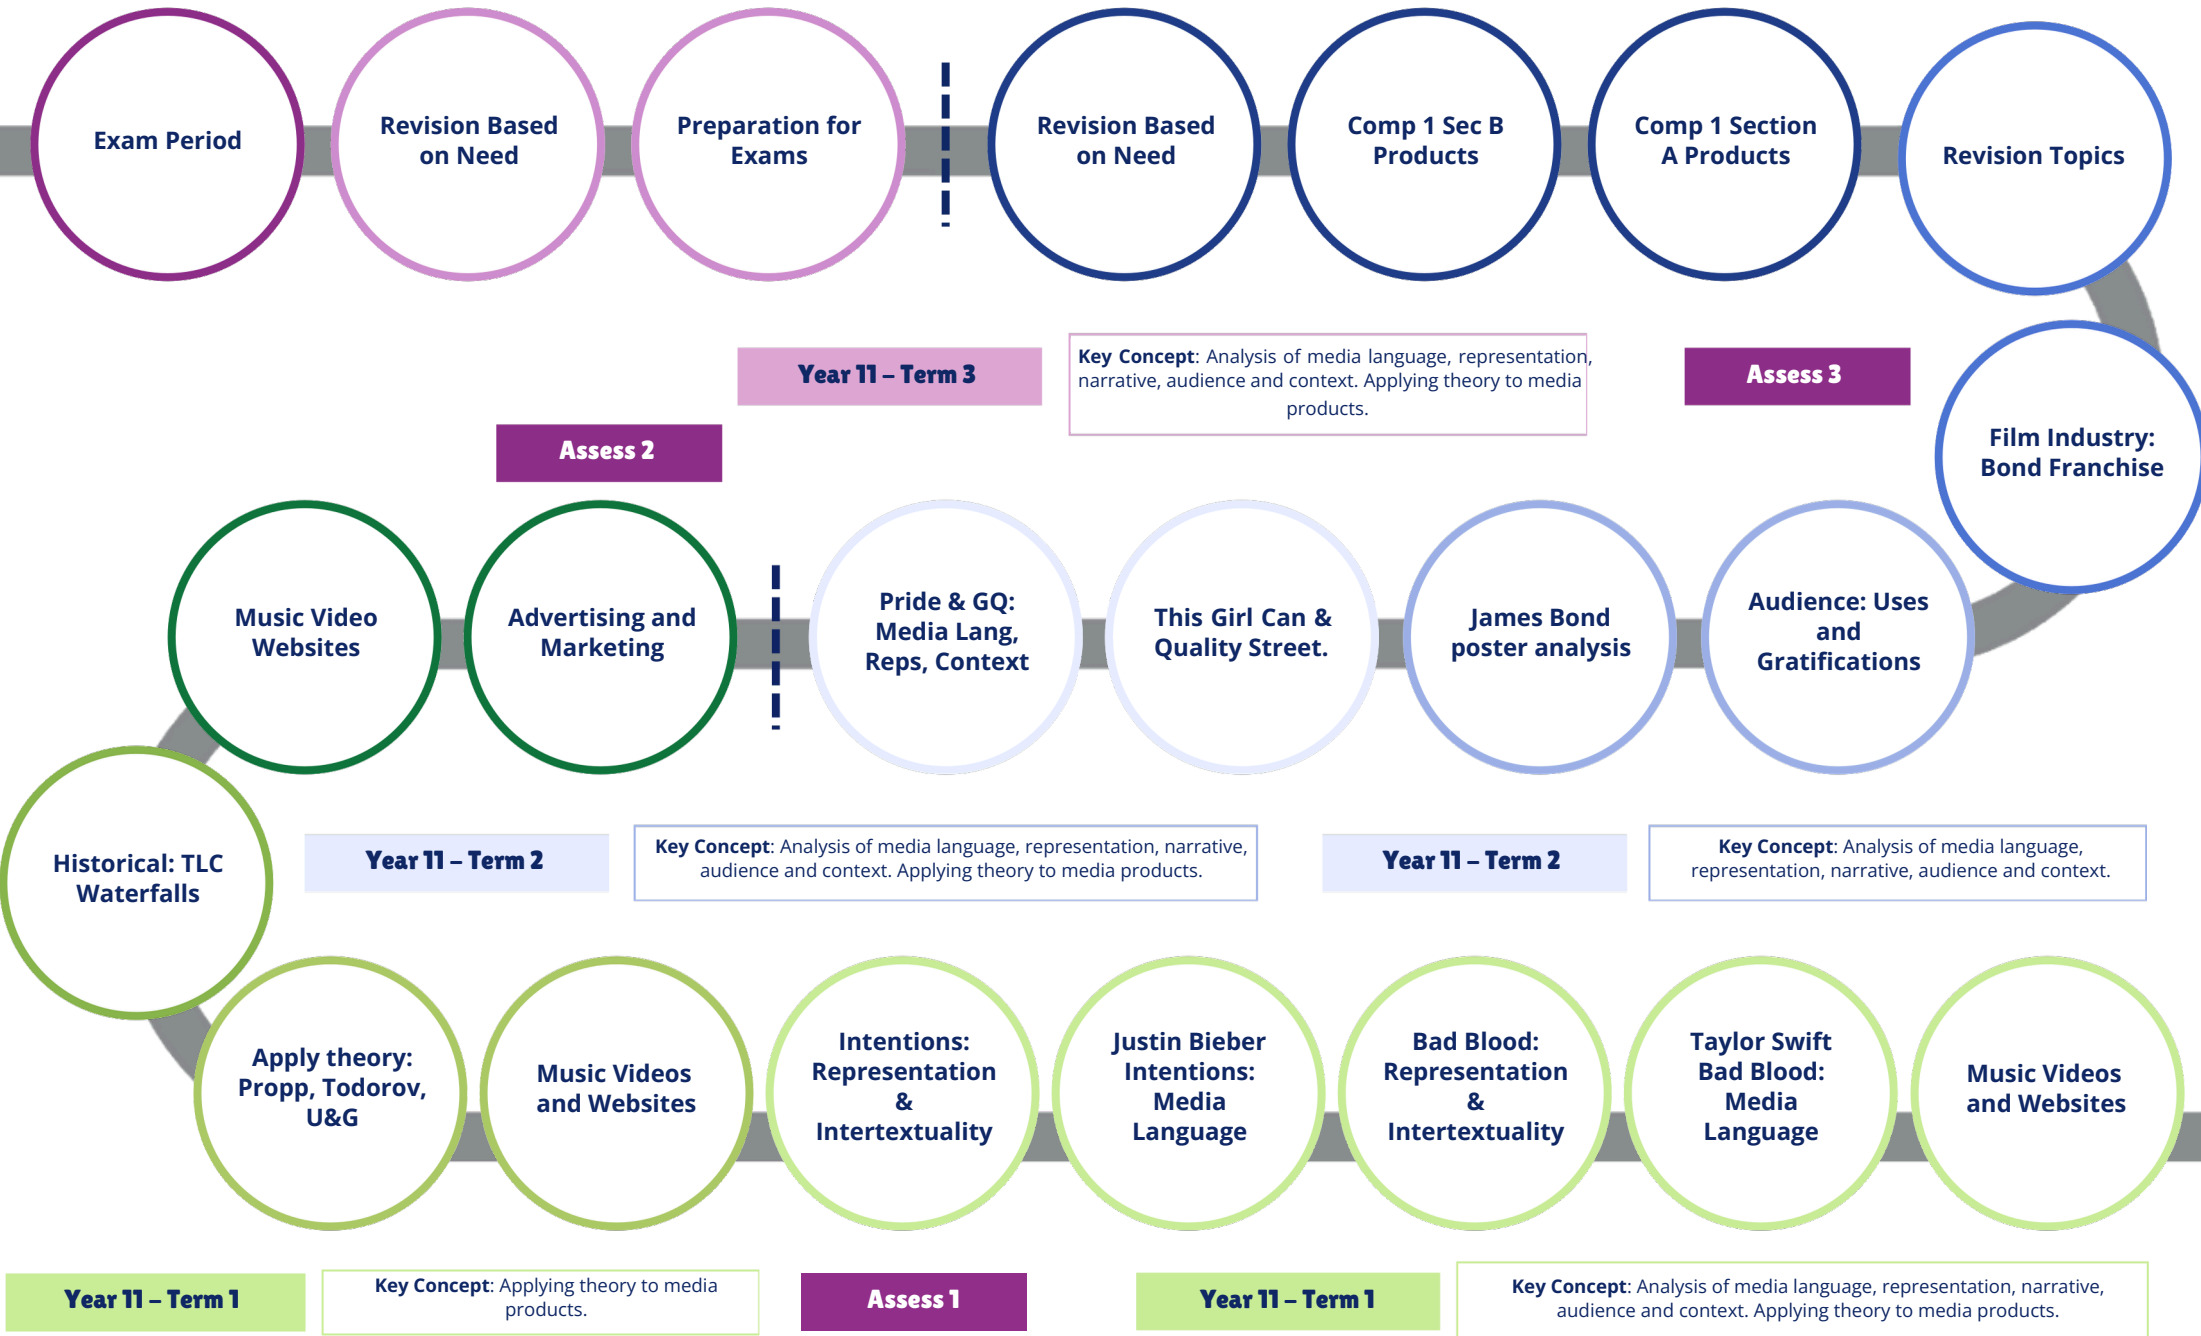 Exam Period
Revision Based
on Need
Preparation for
Exams
Revision Based
on Need
Comp 1 Sec B
Products
Comp 1 Section
A Products
Revision Topics
Year 11 – Term 3
Key Concept: Analysis of media language, representation,
narrative, audience and context. Applying theory to media
products.
Assess 3
Assess 2
Film Industry:
Bond Franchise
Music Video
Websites
Advertising and
Marketing
Pride & GQ:
Media Lang,
Reps, Context
This Girl Can &
Quality Street.
James Bond
poster analysis
Audience: Uses
and
Gratifications
Historical: TLC
Waterfalls
Year 11 – Term 2
Key Concept: Analysis of media language, representation, narrative,
audience and context. Applying theory to media products.
Year 11 – Term 2
Key Concept: Analysis of media language,
representation, narrative, audience and context.
Apply theory:
Propp, Todorov,
U&G
Music Videos
and Websites
Intentions:
Representation
&
Intertextuality
Justin Bieber
Intentions:
Media
Language
Bad Blood:
Representation
&
Intertextuality
Taylor Swift
Bad Blood:
Media
Language
Music Videos
and Websites
Year 11 – Term 1
Key Concept: Applying theory to media
products.
Assess 1
Year 11 – Term 1
Key Concept: Analysis of media language, representation, narrative,
audience and context. Applying theory to media products.